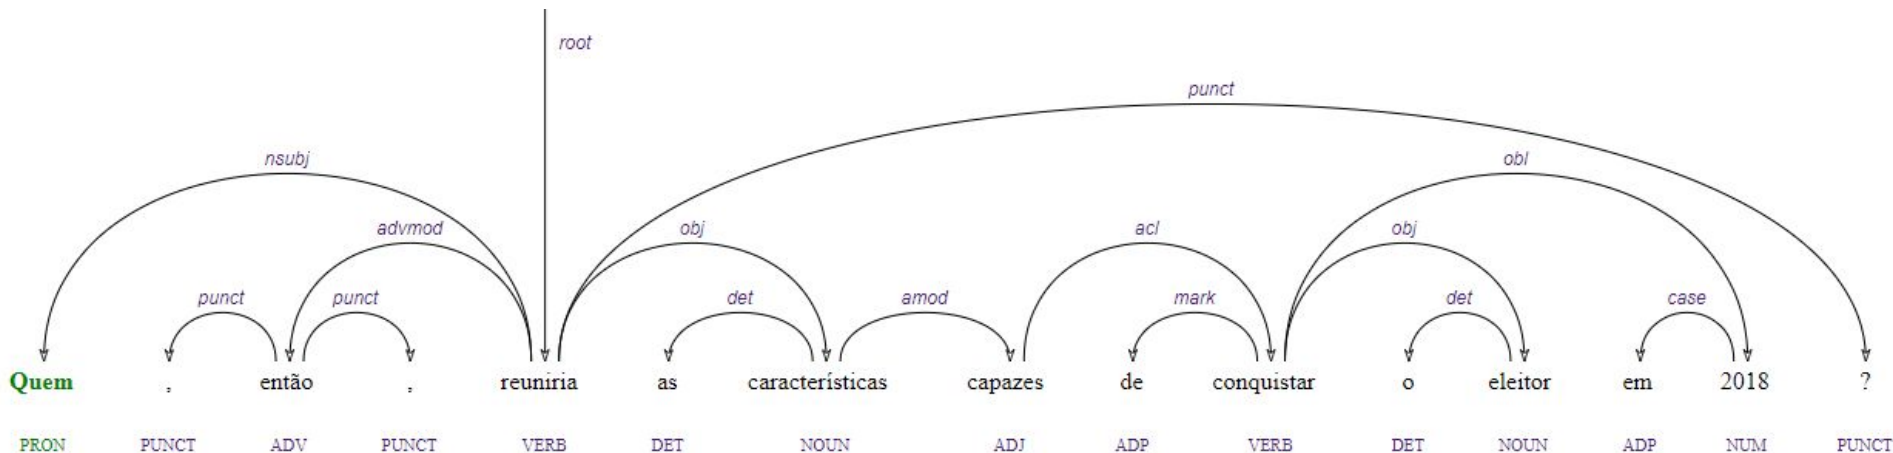 root
punct
nsubj obl
advmod obj acl obj
punct punct det amod mark det case
Quem , então , reuniria as características capazes de conquistar o eleitor em 2018 ?
PRON PUNCT ADV PUNCT VERB DET NOUN ADJ ADP VERB DET NOUN ADP NUM PUNCT